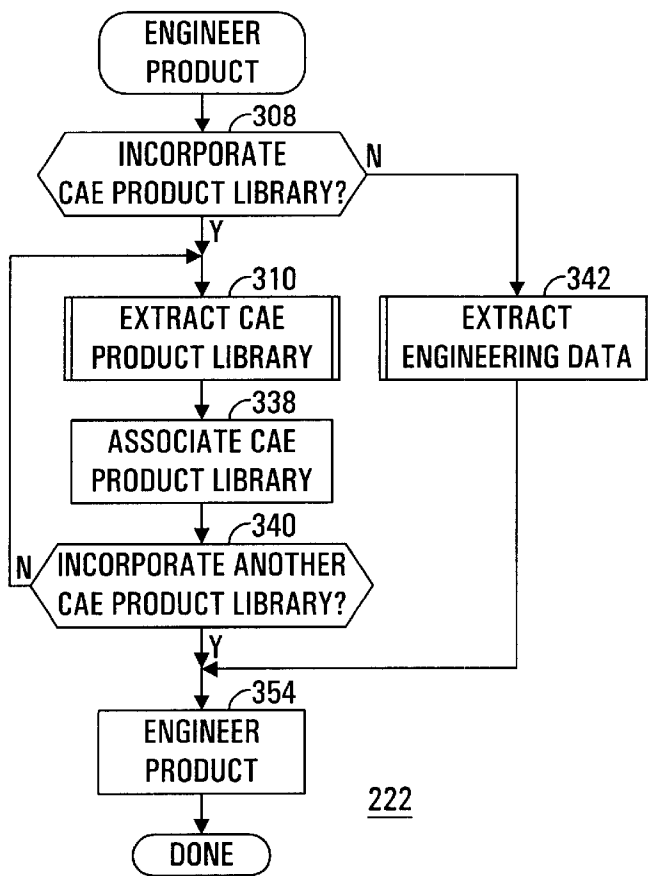 ENGINEER
PRODUCT
308
INCORPORATE
CAE PRODUCT LIBRARY?
N
Y
310
EXTRACT CAE
PRODUCT LIBRARY
342
EXTRACT
ENGINEERING DATA
338
ASSOCIATE CAE
PRODUCT LIBRARY
340
N
INCORPORATE ANOTHER
CAE PRODUCT LIBRARY?
Y
354
ENGINEER
PRODUCT
222
DONE